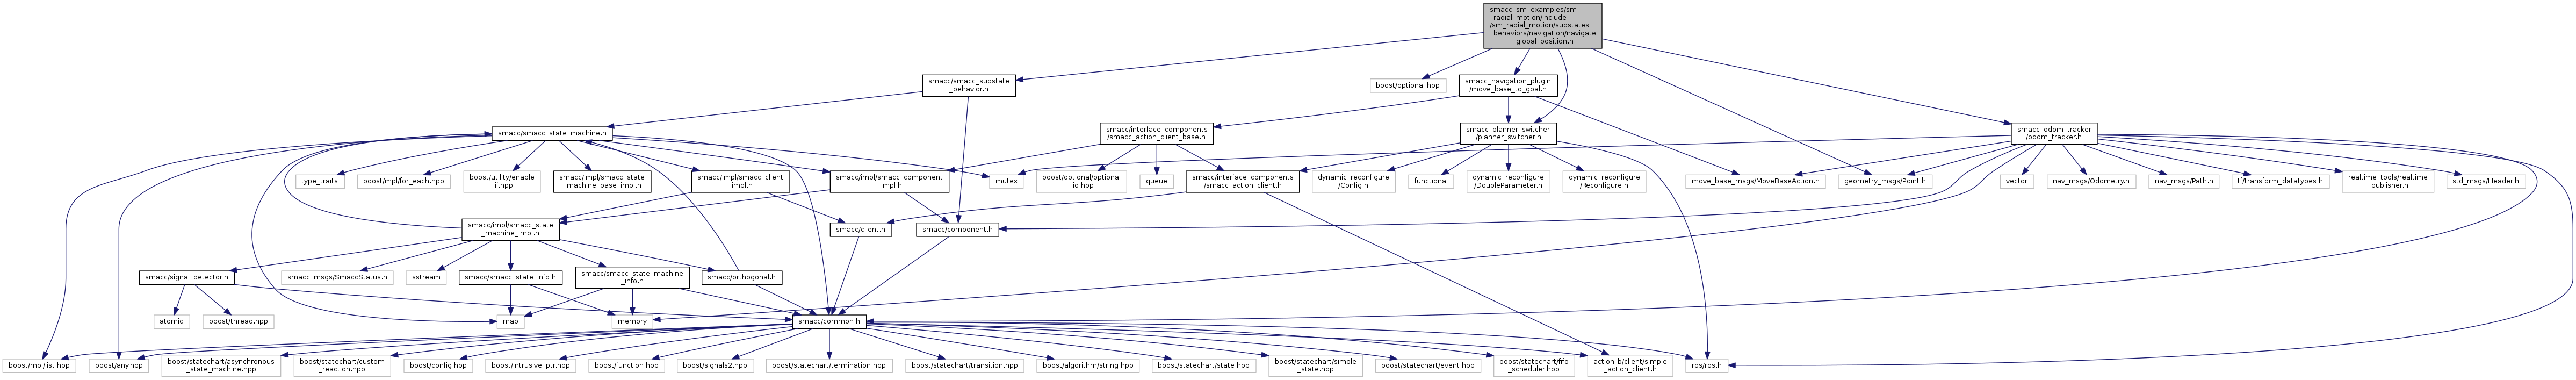 smacc_sm_examples/sm
_radial_motion/include
/sm_radial_motion/substates
_behaviors/navigation/navigate
_global_position.h
smacc/smacc_substate
_behavior.h
boost/optional.hpp
smacc_navigation_plugin
/move_base_to_goal.h
smacc/smacc_state_machine.h
smacc/interface_components
/smacc_action_client_base.h
smacc_planner_switcher
/planner_switcher.h
smacc_odom_tracker
/odom_tracker.h
type_traits
boost/mpl/for_each.hpp
boost/utility/enable
_if.hpp
smacc/impl/smacc_state
_machine_base_impl.h
smacc/impl/smacc_client
_impl.h
smacc/impl/smacc_component
_impl.h
mutex
boost/optional/optional
_io.hpp
queue
smacc/interface_components
/smacc_action_client.h
dynamic_reconfigure
/Config.h
functional
dynamic_reconfigure
/DoubleParameter.h
dynamic_reconfigure
/Reconfigure.h
move_base_msgs/MoveBaseAction.h
geometry_msgs/Point.h
vector
nav_msgs/Odometry.h
nav_msgs/Path.h
tf/transform_datatypes.h
realtime_tools/realtime
_publisher.h
std_msgs/Header.h
smacc/impl/smacc_state
_machine_impl.h
smacc/client.h
smacc/component.h
smacc/signal_detector.h
smacc_msgs/SmaccStatus.h
sstream
smacc/smacc_state_info.h
smacc/smacc_state_machine
_info.h
smacc/orthogonal.h
atomic
boost/thread.hpp
map
memory
smacc/common.h
boost/mpl/list.hpp
boost/any.hpp
boost/statechart/asynchronous
_state_machine.hpp
boost/statechart/custom
_reaction.hpp
boost/config.hpp
boost/intrusive_ptr.hpp
boost/function.hpp
boost/signals2.hpp
boost/statechart/termination.hpp
boost/statechart/transition.hpp
boost/algorithm/string.hpp
boost/statechart/state.hpp
boost/statechart/simple
_state.hpp
boost/statechart/event.hpp
boost/statechart/fifo
_scheduler.hpp
actionlib/client/simple
_action_client.h
ros/ros.h